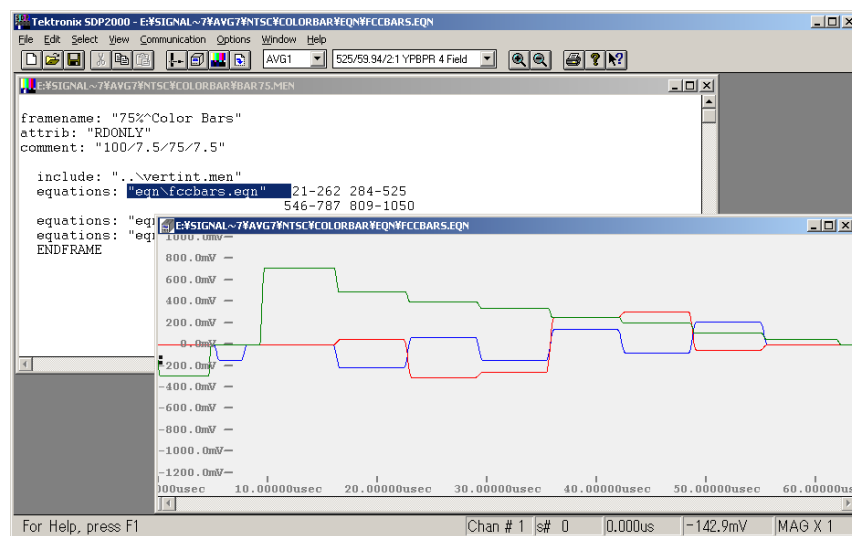 Tektronix SDP2000 - E:¥SIGNAL~7¥AVG7¥NTSC¥COLORBAR¥EQN¥FCCBARS.EQN
File Edit Select View Communication Options Window Help
AVG1 525/59.94/2:1 YPBPR 4 Field
E:¥SIGNAL~7¥AVG7¥NTSC¥COLORBAR¥BAR75.MEN
framename: "75%^Color Bars"
attrib: "RDONLY"
comment: "100/7.5/75/7.5"
include: "..\vertint.men"
equations: "eqn\fccbars.eqn" 21-262 284-525
546-787 809-1050
equations: "eqn
equations: "eqn
ENDFRAME
E:¥SIGNAL~7¥AVG7¥NTSC¥COLORBAR¥EQN¥FCCBARS.EQN
1000.0mV
800.0mV
600.0mV
400.0mV
200.0mV
0.0mV
-200.0mV
-400.0mV
-600.0mV
-800.0mV
-1000.0mV
-1200.0mV
000usec 10.00000usec 20.00000usec 30.00000usec 40.00000usec 50.00000usec 60.00000us
For Help, press F1 Chan # 1 s# 0 0.000us -142.9mV MAG X 1